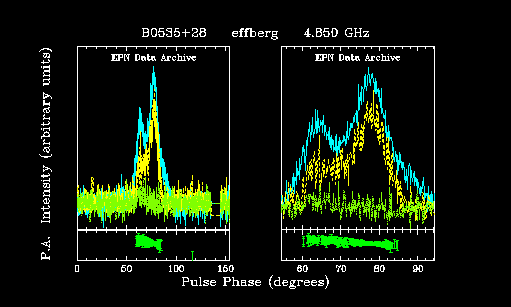 B0535+28 effberg 4.850 GHz
EPN Data Archive EPN Data Archive
P.A. Intensity (arbitrary units)
0 50 100 150 60 70 80 90
Pulse Phase (degrees)